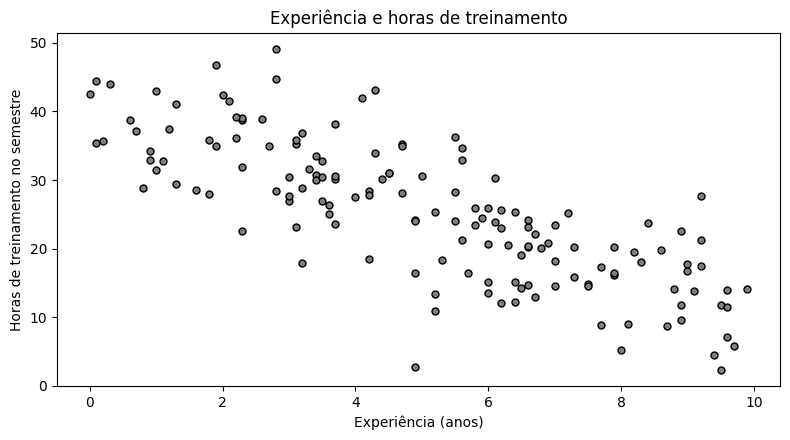 Experiência e horas de treinamento
Horas de treinamento no semestre
50
40
30
20
10
0
0 2 4 6 8 10
Experiência (anos)